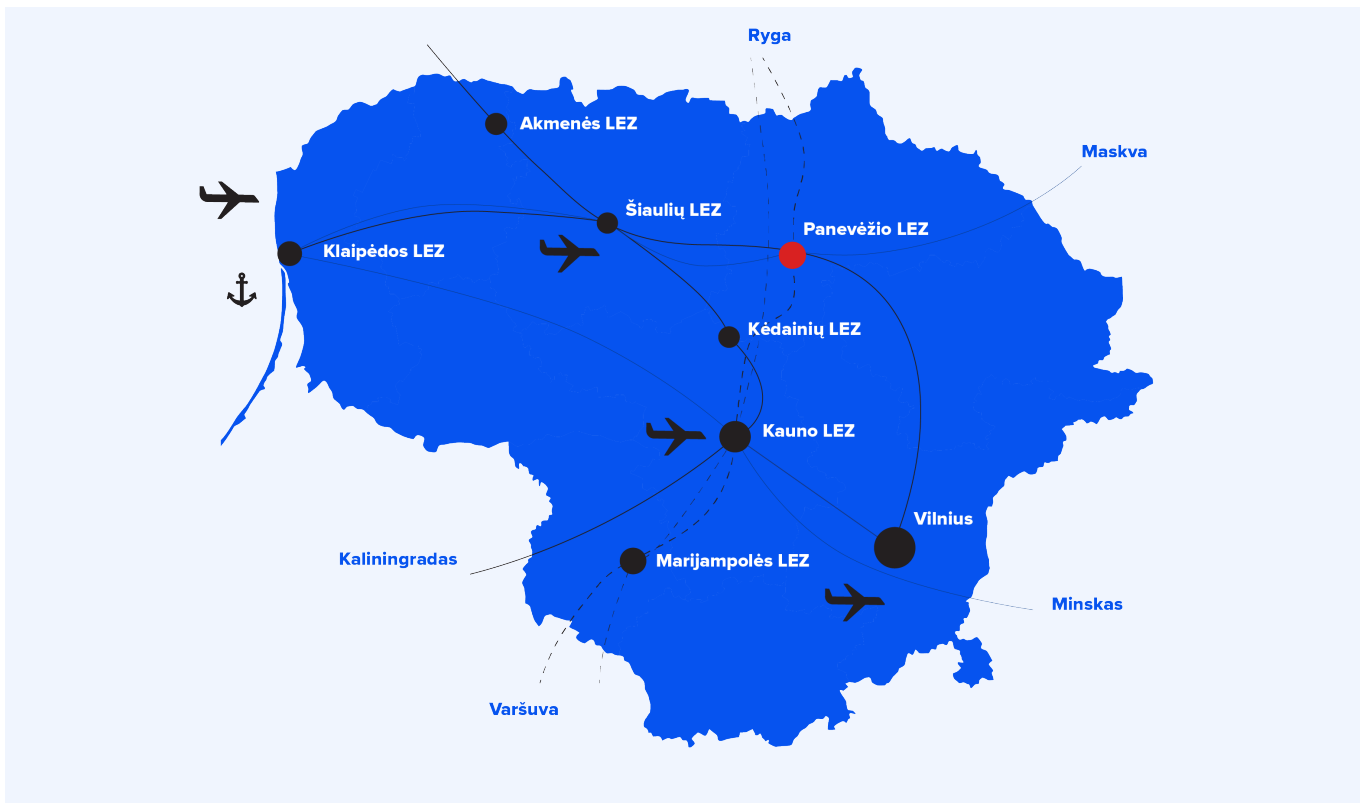 Ryga
Akmenės LEZ
Maskva
Šiaulių LEZ
Panevėžio LEZ
Klaipėdos LEZ
Kėdainių LEZ
Kauno LEZ
Vilnius
Kaliningradas
Marijampolės LEZ
Minskas
Varšuva